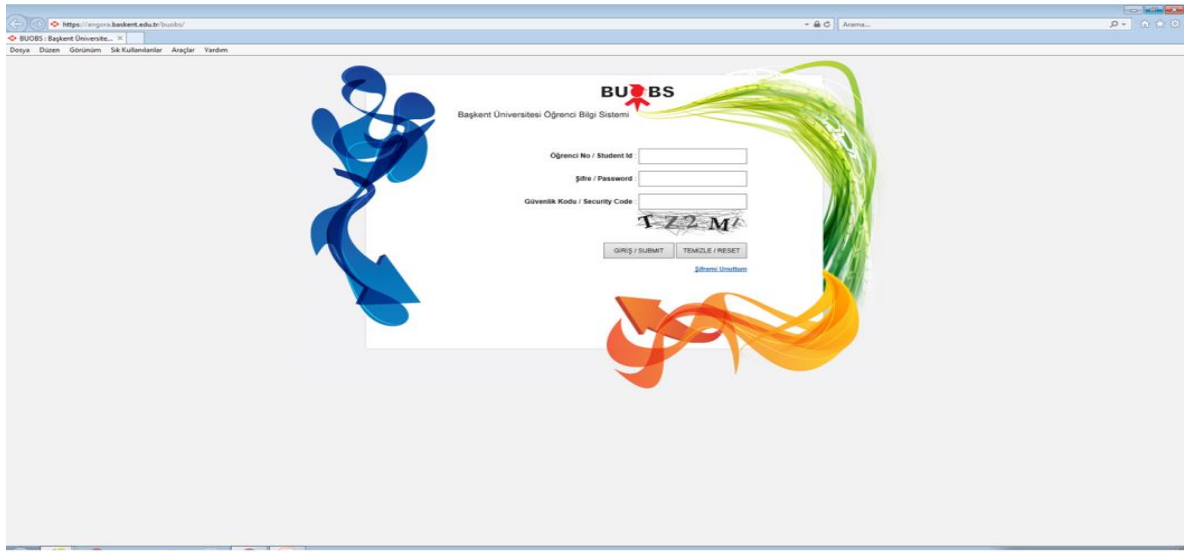 https://angora.baskent.edu.tr/buobs/
Arama...
BUOBS : Başkent Üniversite...
Dosya Düzen Görünüm Sık Kullanılanlar Araçlar Yardım
BUOBS
Başkent Üniversitesi Öğrenci Bilgi Sistemi
Öğrenci No / Student Id :
Şifre / Password :
Güvenlik Kodu / Security Code :
GİRİŞ / SUBMIT TEMİZLE / RESET
Şifremi Unuttum